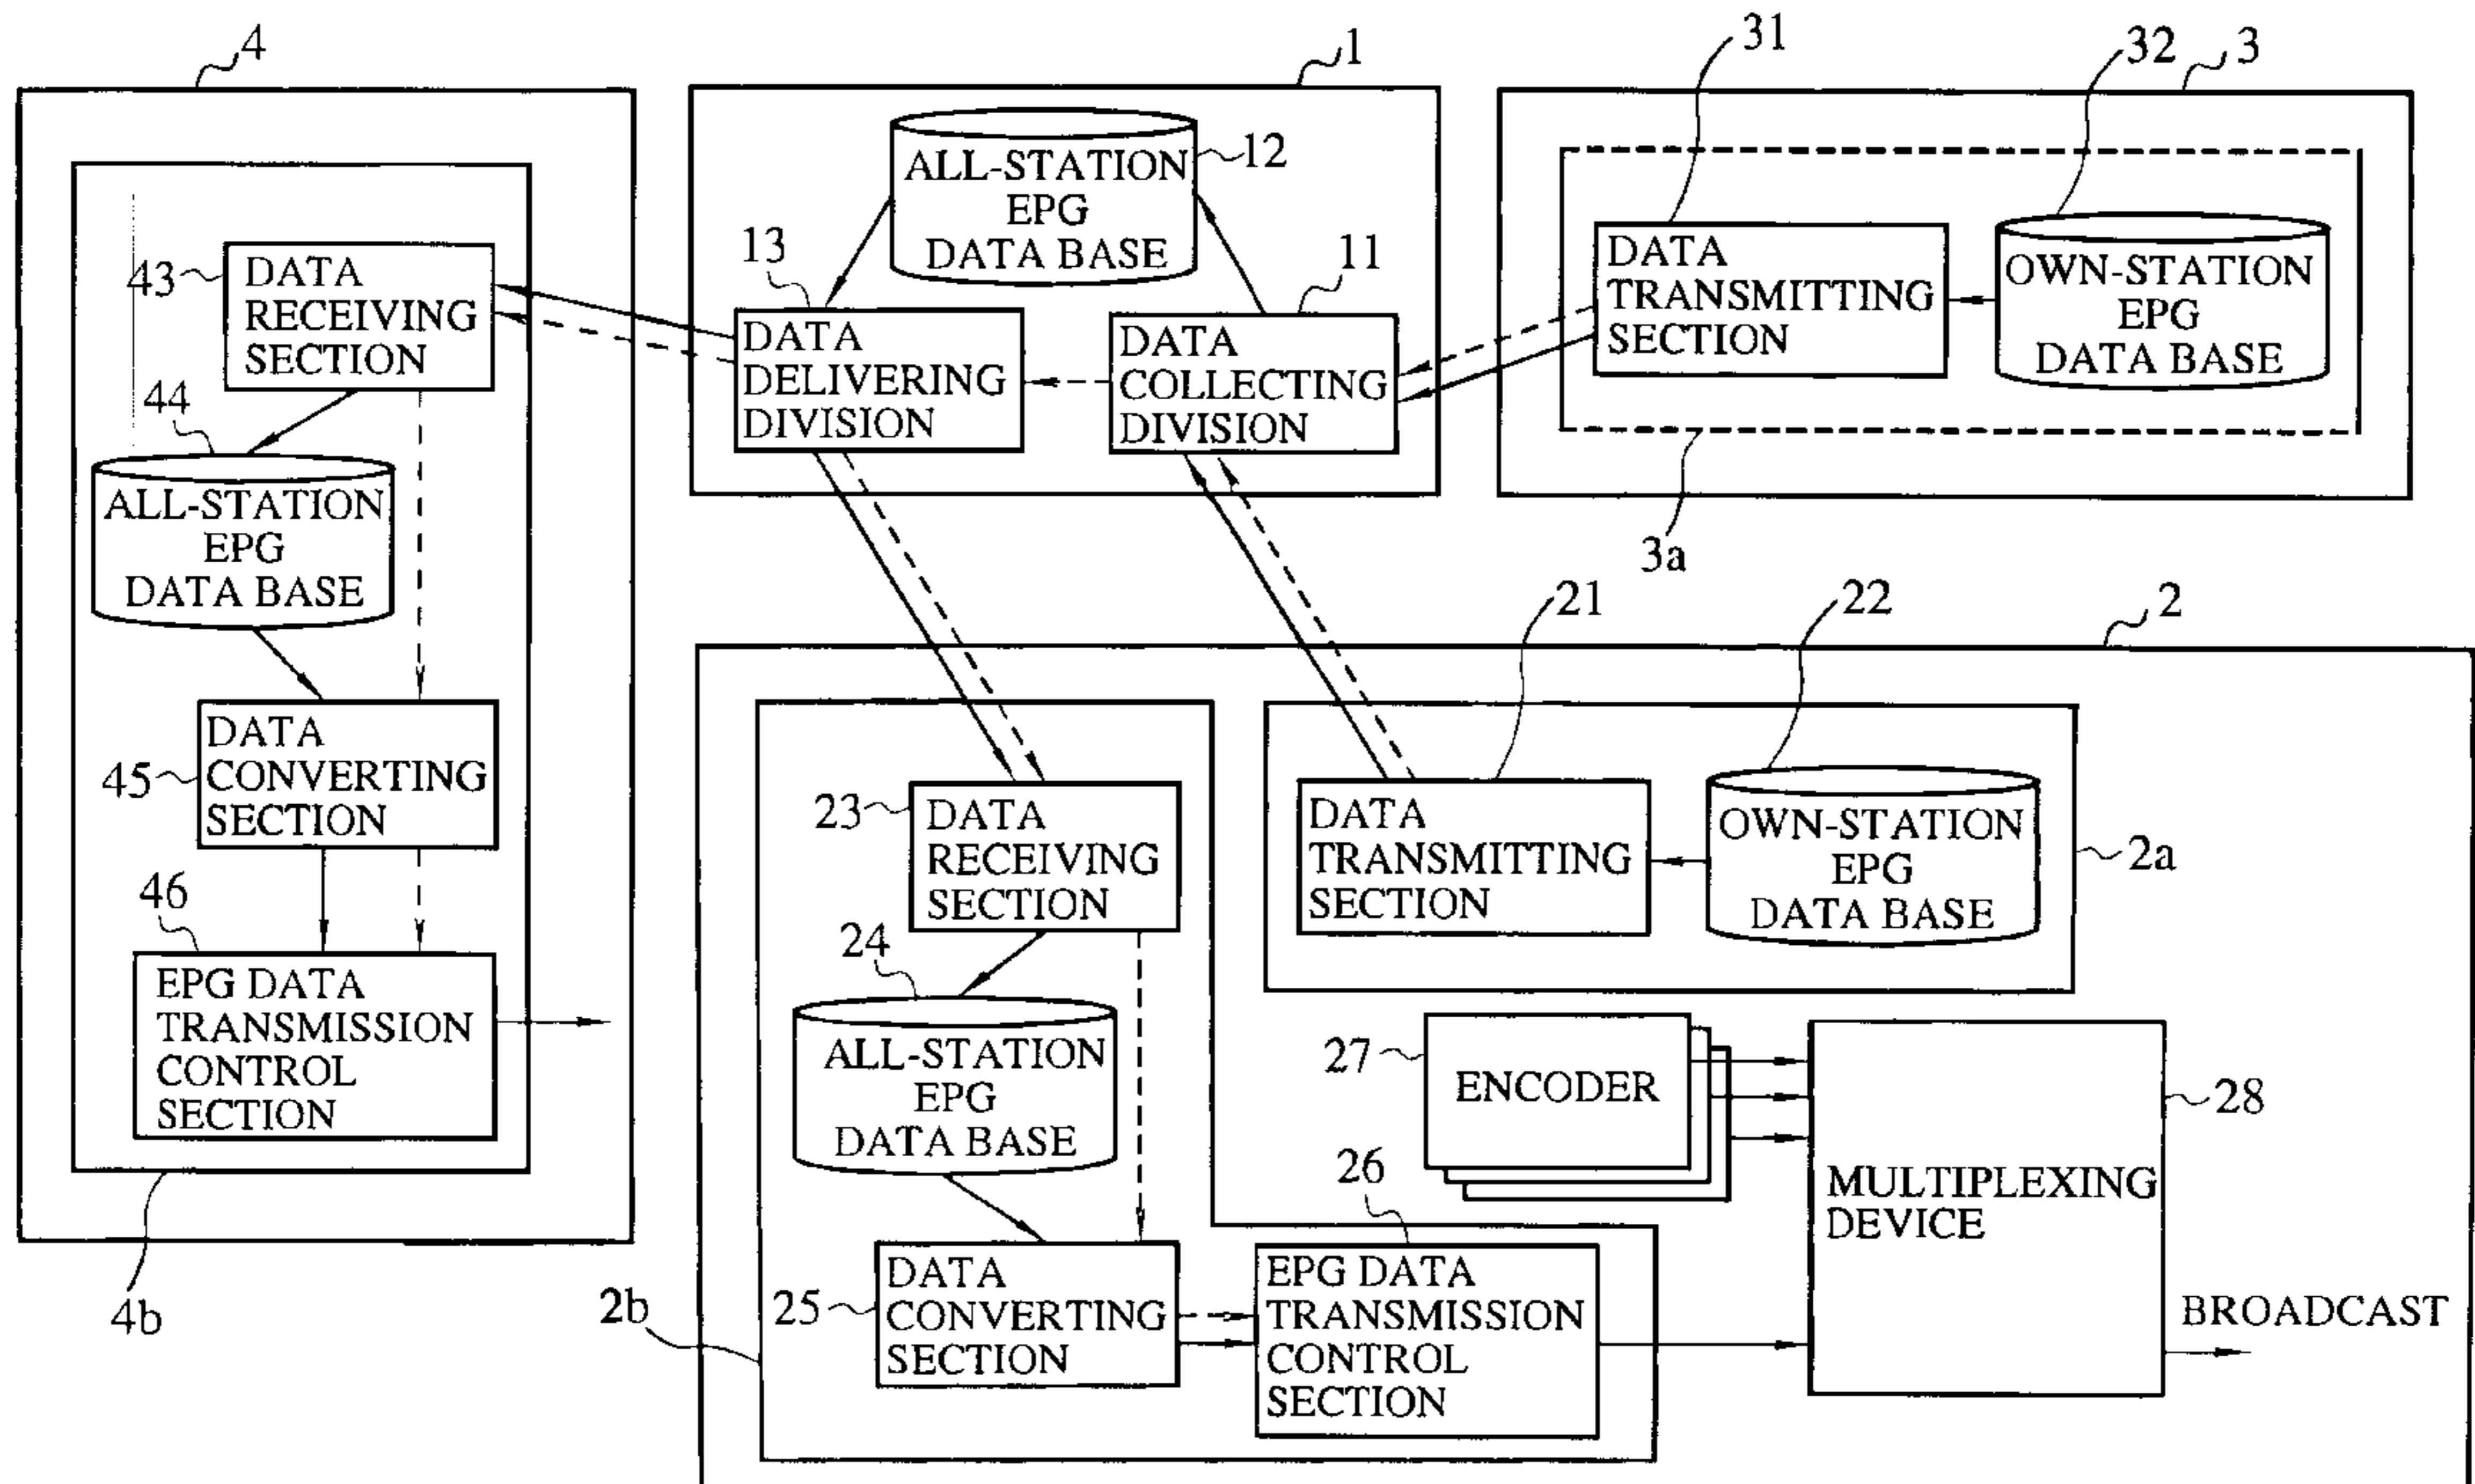 4
43
DATA
RECEIVING
SECTION
44
ALL-STATION
EPG
DATA BASE
45
DATA
CONVERTING
SECTION
46
EPG DATA
TRANSMISSION
CONTROL
SECTION
4b
1
ALL-STATION
EPG
DATA BASE
12
13
DATA
DELIVERING
DIVISION
11
DATA
COLLECTING
DIVISION
3
31
DATA
TRANSMITTING
SECTION
32
OWN-STATION
EPG
DATA BASE
3a
2
21
DATA
TRANSMITTING
SECTION
22
OWN-STATION
EPG
DATA BASE
2a
23
DATA
RECEIVING
SECTION
24
ALL-STATION
EPG
DATA BASE
25
DATA
CONVERTING
SECTION
2b
26
EPG DATA
TRANSMISSION
CONTROL
SECTION
27
ENCODER
28
MULTIPLEXING
DEVICE
BROADCAST